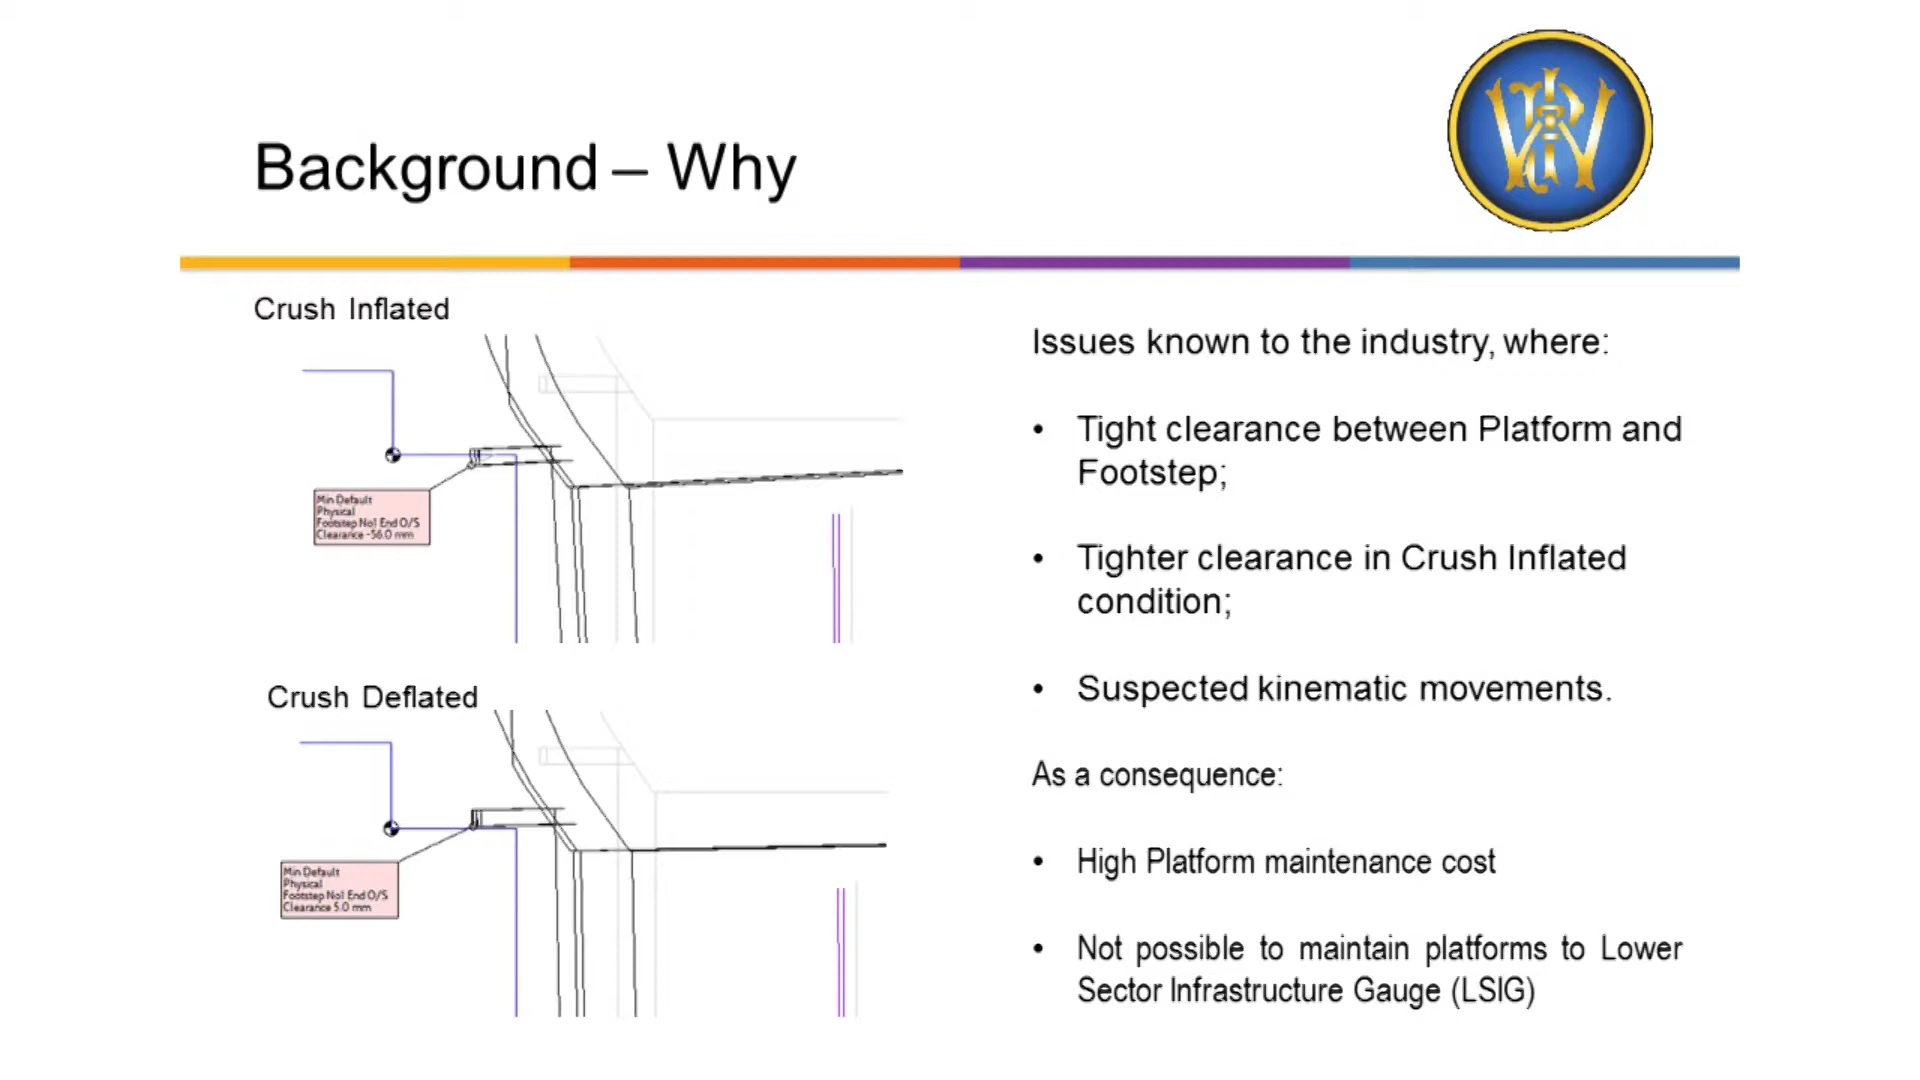 Background – Why
Crush Inflated
Min Default
Physical
Footstep No1 End O/S
Clearance -56.0 mm
Crush Deflated
Min Default
Physical
Footstep No1 End O/S
Clearance 5.0 mm
Issues known to the industry, where:
• Tight clearance between Platform and
Footstep;
• Tighter clearance in Crush Inflated
condition;
• Suspected kinematic movements.
As a consequence:
• High Platform maintenance cost
• Not possible to maintain platforms to Lower
Sector Infrastructure Gauge (LSIG)